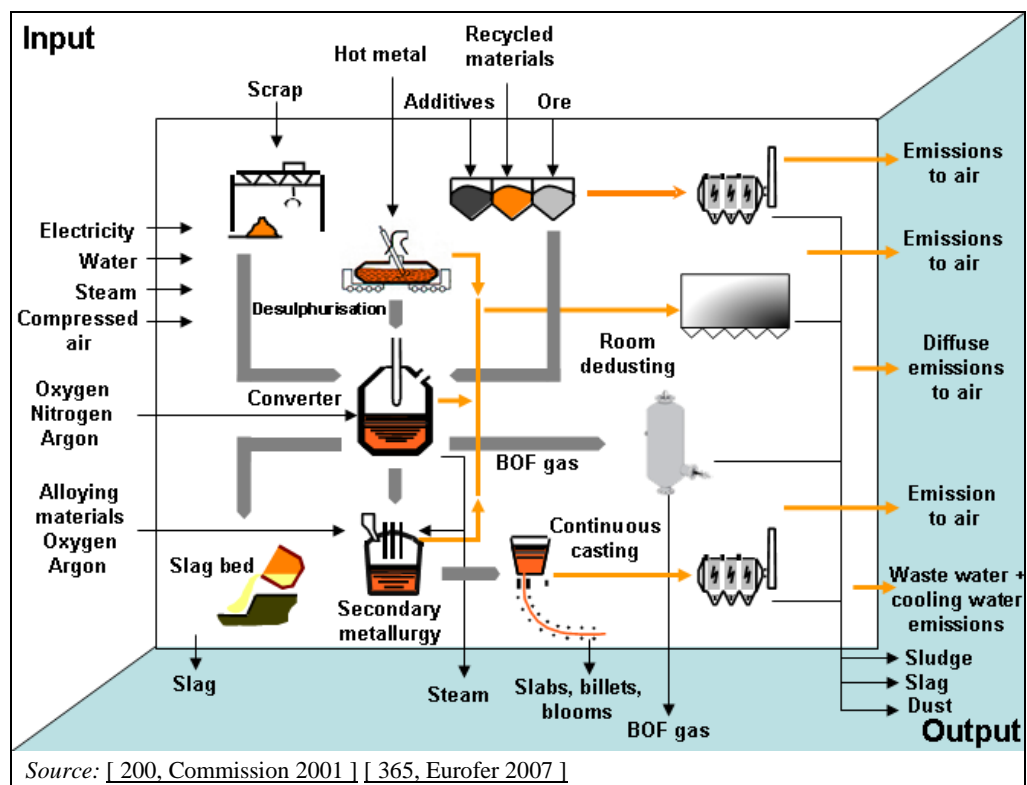 Input
Recycled
materials
Hot metal
Scrap
Additives
Ore
Emissions
to air
Electricity
Water
Steam
Compressed
air
Emissions
to air
Desulphurisation
Room
dedusting
Diffuse
emissions
to air
Converter
Oxygen
Nitrogen
Argon
BOF gas
Alloying
materials
Oxygen
Argon
Continuous
casting
Emission
to air
Slag bed
Secondary
metallurgy
Waste water +
cooling water
emissions
Sludge
Slag
Dust
Slag
Steam
Slabs, billets,
blooms
BOF gas
Output
Source: [ 200, Commission 2001 ] [ 365, Eurofer 2007 ]